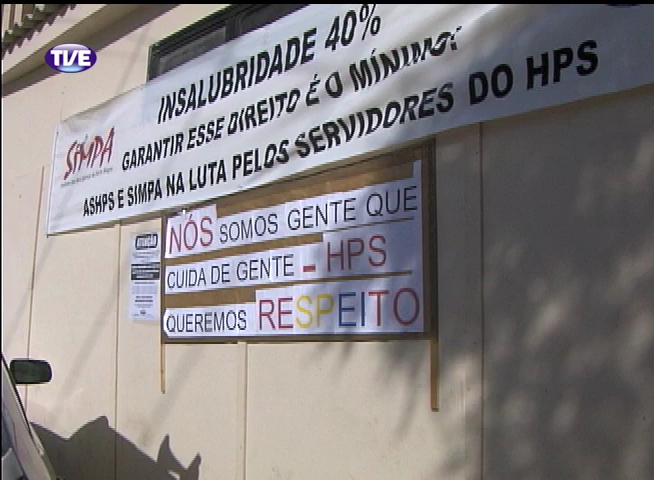 TVE
INSALUBRIDADE 40%
GARANTIR ESSE DIREITO É O MÍNIMO!
SIMPA
ASHPS E SIMPA NA LUTA PELOS SERVIDORES DO HPS
NÓS SOMOS GENTE QUE
CUIDA DE GENTE - HPS
QUEREMOS RESPEITO
ATENÇÃO